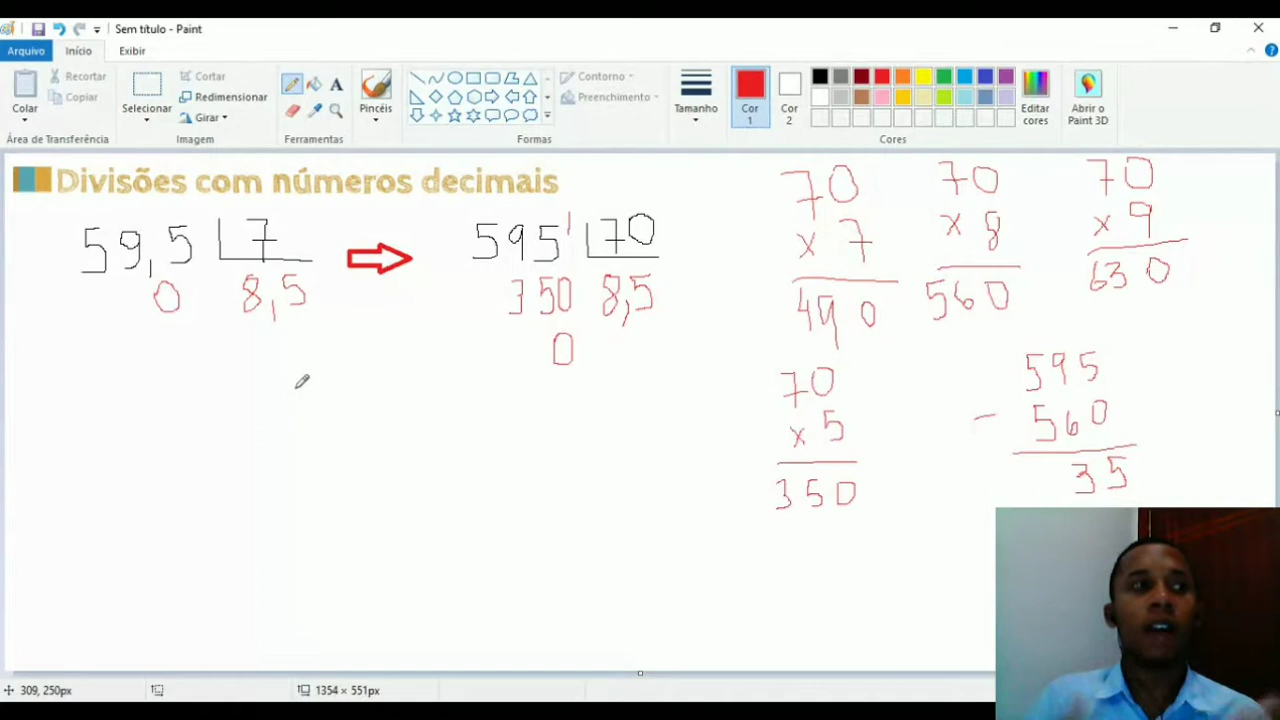 Sem título - Paint
Arquivo Início Exibir
Colar
Recortar
Copiar
Área de Transferência
Selecionar
Cortar
Redimensionar
Girar
Imagem
A
Ferramentas
Pincéis
Contorno
Preenchimento
Formas
Tamanho
Cor 1
Cor 2
Editar cores
Abrir o Paint 3D
Cores
Divisões com números decimais
59,5 7
0 8,5
595 70
350 8,5
0
70
x 7
490
70
x 8
560
70
x 9
630
70
x 5
350
595
- 560
35
309, 250px
1354 × 551px